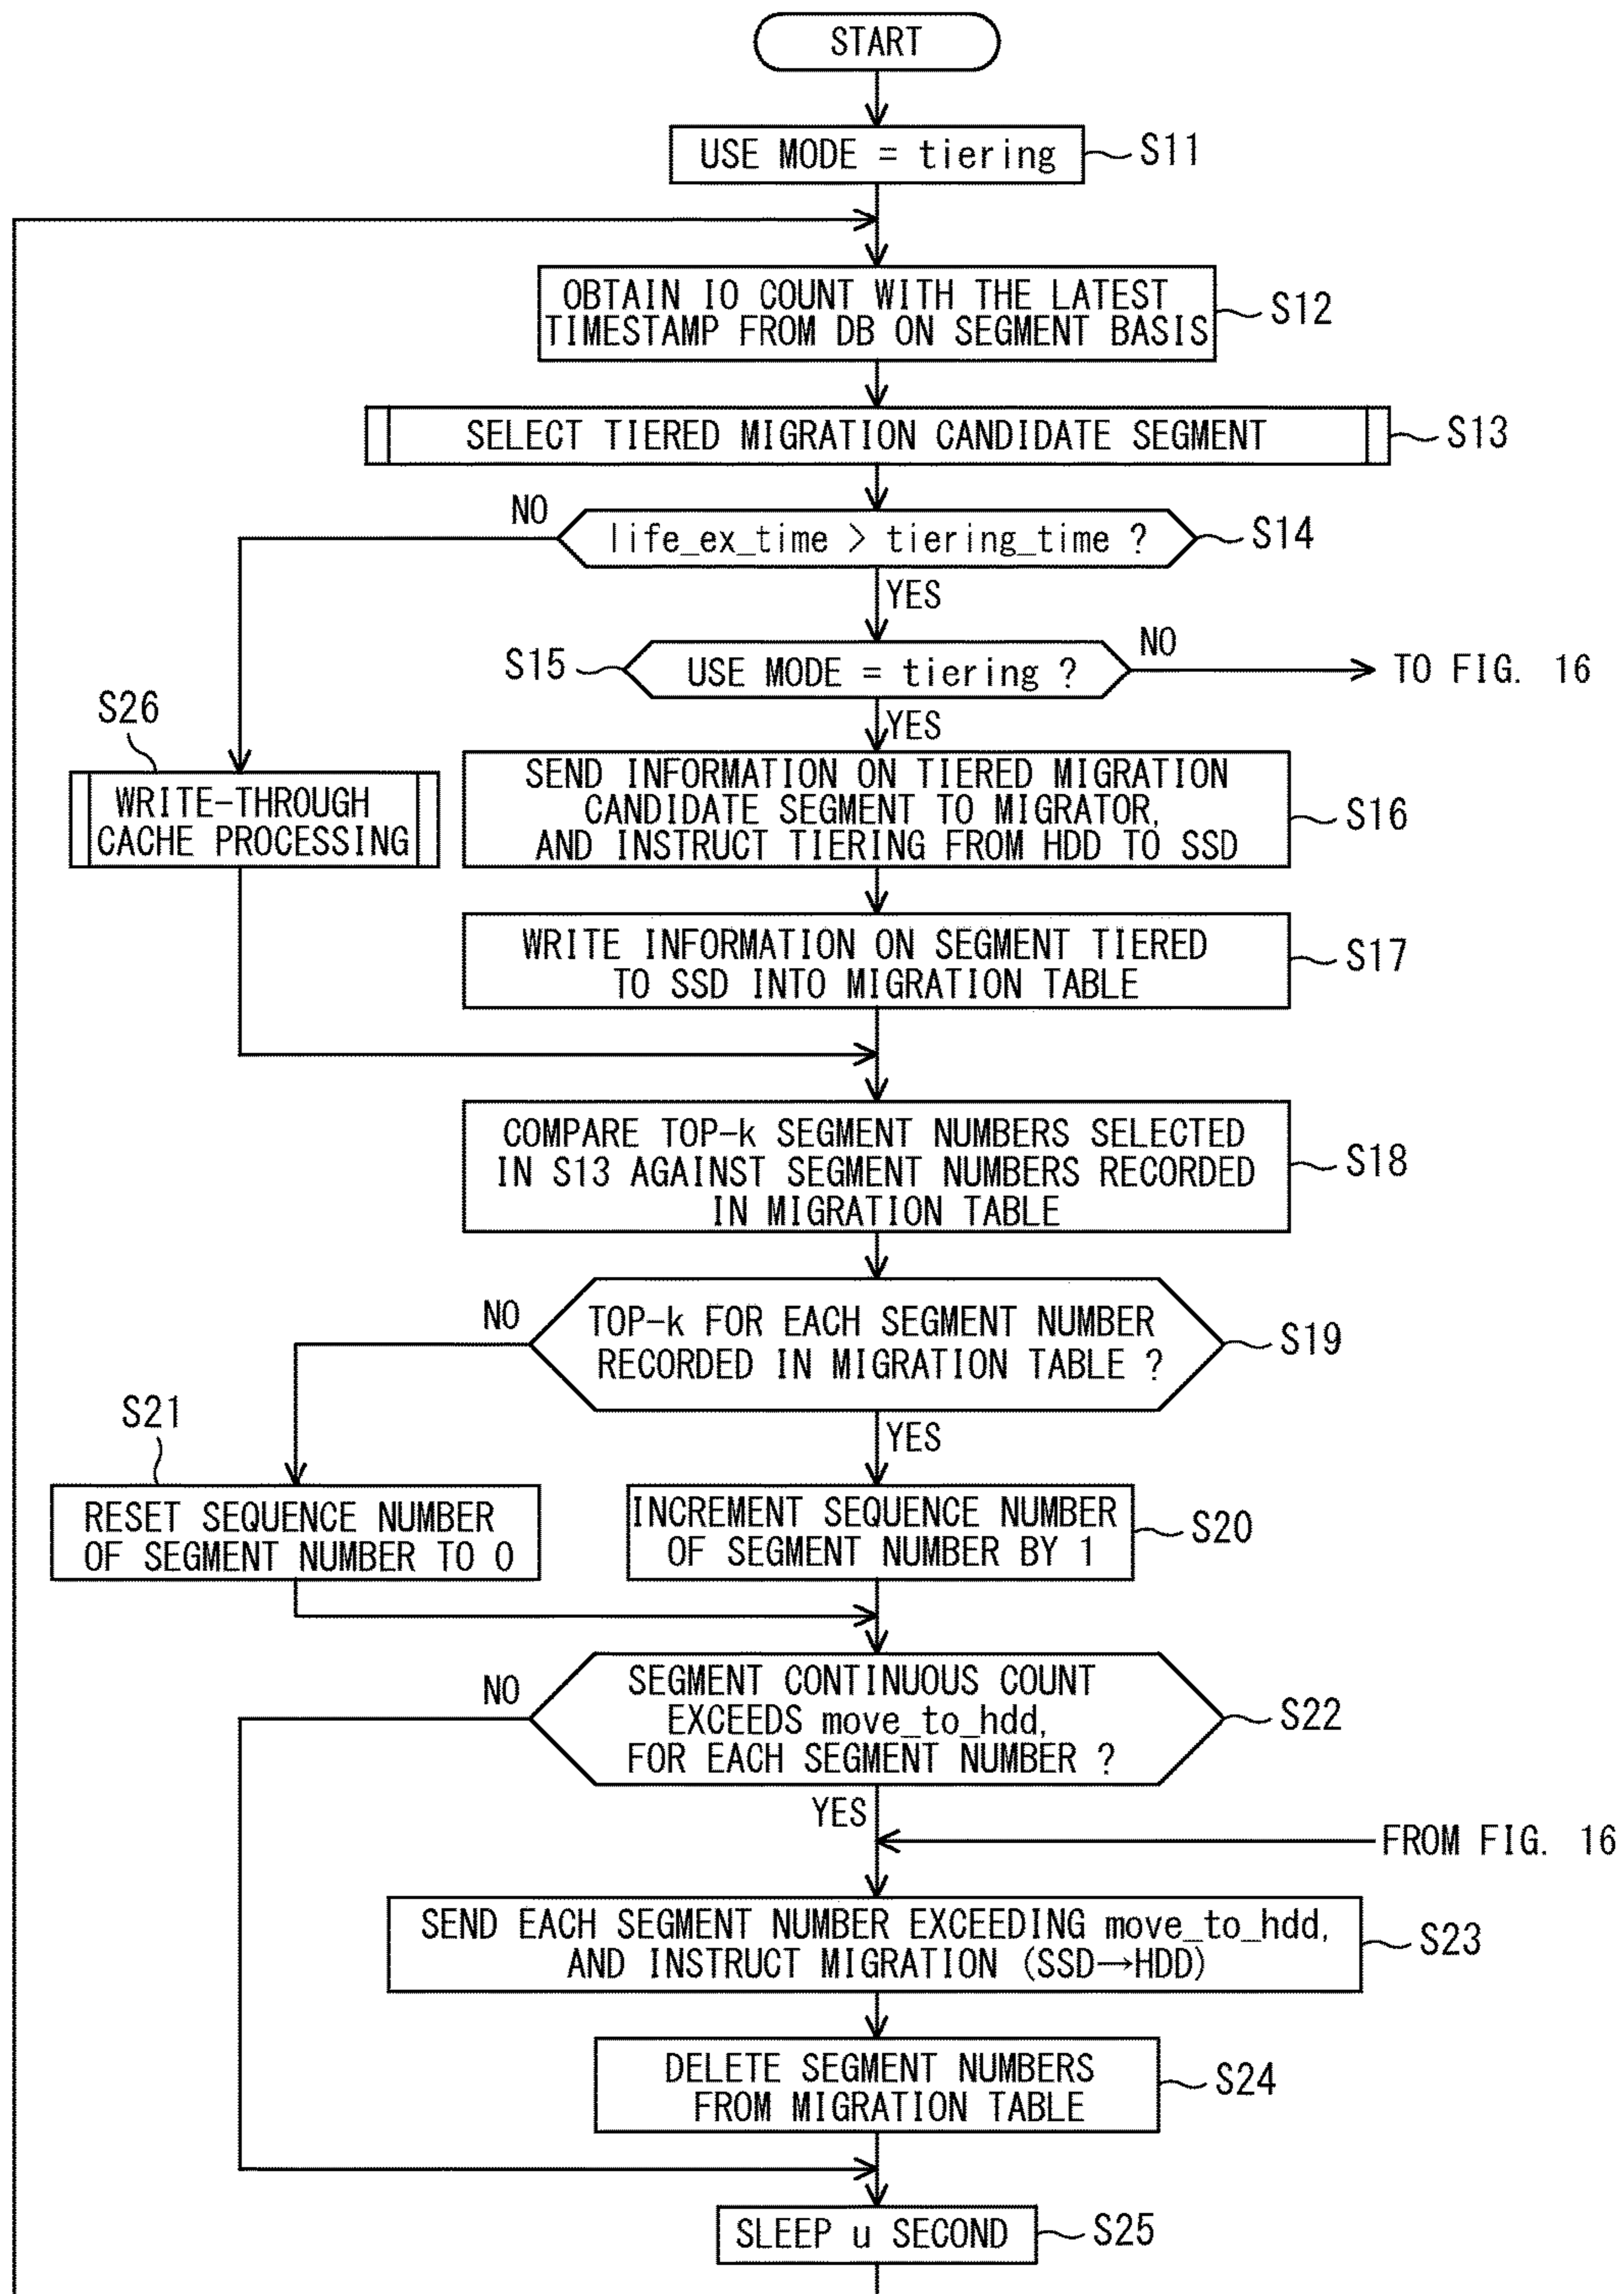 START
USE MODE = tiering
S11
OBTAIN IO COUNT WITH THE LATEST
TIMESTAMP FROM DB ON SEGMENT BASIS
S12
SELECT TIERED MIGRATION CANDIDATE SEGMENT
S13
NO
life_ex_time > tiering_time ?
S14
YES
S15
USE MODE = tiering ?
NO
TO FIG. 16
YES
S26
WRITE-THROUGH
CACHE PROCESSING
SEND INFORMATION ON TIERED MIGRATION
CANDIDATE SEGMENT TO MIGRATOR,
AND INSTRUCT TIERING FROM HDD TO SSD
S16
WRITE INFORMATION ON SEGMENT TIERED
TO SSD INTO MIGRATION TABLE
S17
COMPARE TOP-k SEGMENT NUMBERS SELECTED
IN S13 AGAINST SEGMENT NUMBERS RECORDED
IN MIGRATION TABLE
S18
NO
TOP-k FOR EACH SEGMENT NUMBER
RECORDED IN MIGRATION TABLE ?
S19
YES
S21
RESET SEQUENCE NUMBER
OF SEGMENT NUMBER TO 0
INCREMENT SEQUENCE NUMBER
OF SEGMENT NUMBER BY 1
S20
NO
SEGMENT CONTINUOUS COUNT
EXCEEDS move_to_hdd,
FOR EACH SEGMENT NUMBER ?
S22
YES
FROM FIG. 16
SEND EACH SEGMENT NUMBER EXCEEDING move_to_hdd,
AND INSTRUCT MIGRATION (SSD→HDD)
S23
DELETE SEGMENT NUMBERS
FROM MIGRATION TABLE
S24
SLEEP u SECOND
S25